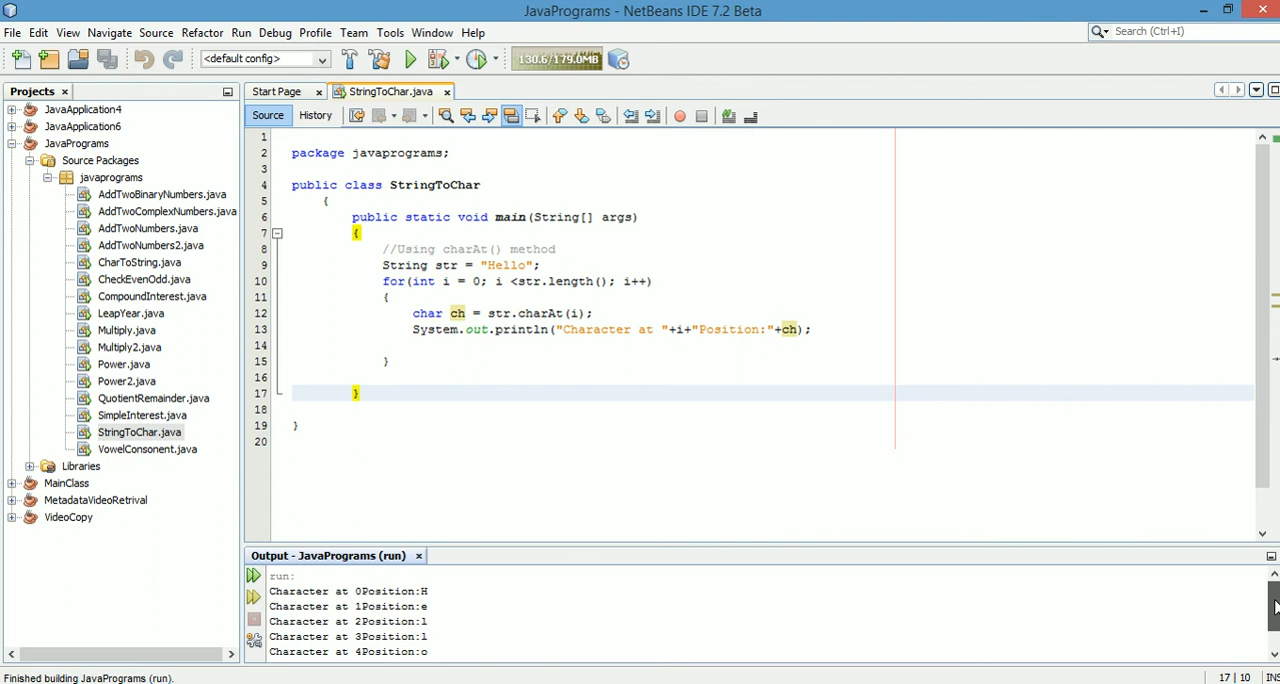 JavaPrograms - NetBeans IDE 7.2 Beta
File Edit View Navigate Source Refactor Run Debug Profile Team Tools Window Help
Search (Ctrl+I)
<default config>
130.6/179.0MB
Projects
Start Page
StringToChar.java
Source
History
JavaApplication4
JavaApplication6
JavaPrograms
Source Packages
javaprograms
AddTwoBinaryNumbers.java
AddTwoComplexNumbers.java
AddTwoNumbers.java
AddTwoNumbers2.java
CharToString.java
CheckEvenOdd.java
CompoundInterest.java
LeapYear.java
Multiply.java
Multiply2.java
Power.java
Power2.java
QuotientRemainder.java
SimpleInterest.java
StringToChar.java
VowelConsonent.java
Libraries
MainClass
MetadataVideoRetrival
VideoCopy
1
2 package javaprograms;
3
4 public class StringToChar
5 {
6 public static void main(String[] args)
7 {
8 //Using charAt() method
9 String str = "Hello";
10 for(int i = 0; i <str.length(); i++)
11 {
12 char ch = str.charAt(i);
13 System.out.println("Character at "+i+"Position:"+ch);
14
15 }
16
17 }
18
19 }
20
Output - JavaPrograms (run)
run:
Character at 0Position:H
Character at 1Position:e
Character at 2Position:l
Character at 3Position:l
Character at 4Position:o
Finished building JavaPrograms (run).
17 | 10 INS